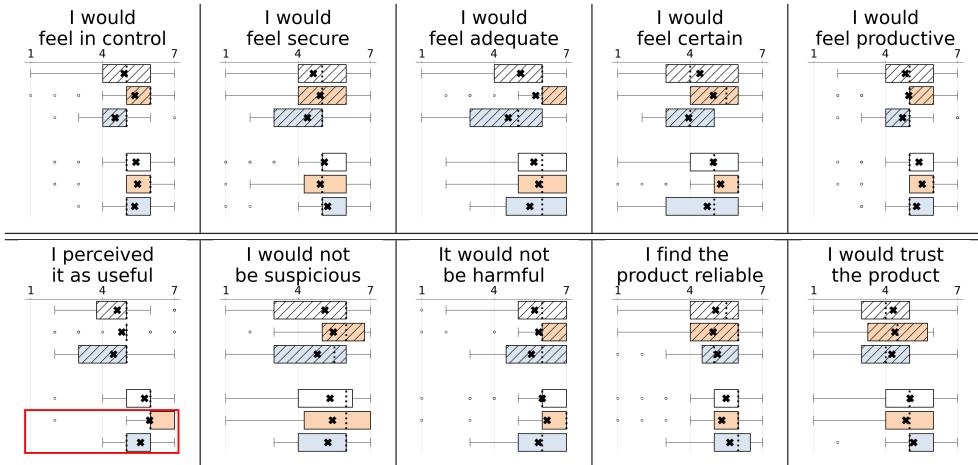 I would
feel in control
1 4 7
I would
feel secure
1 4 7
I would
feel adequate
1 4 7
I would
feel certain
1 4 7
I would
feel productive
1 4 7
I perceived
it as useful
1 4 7
I would not
be suspicious
1 4 7
It would not
be harmful
1 4 7
I find the
product reliable
1 4 7
I would trust
the product
1 4 7